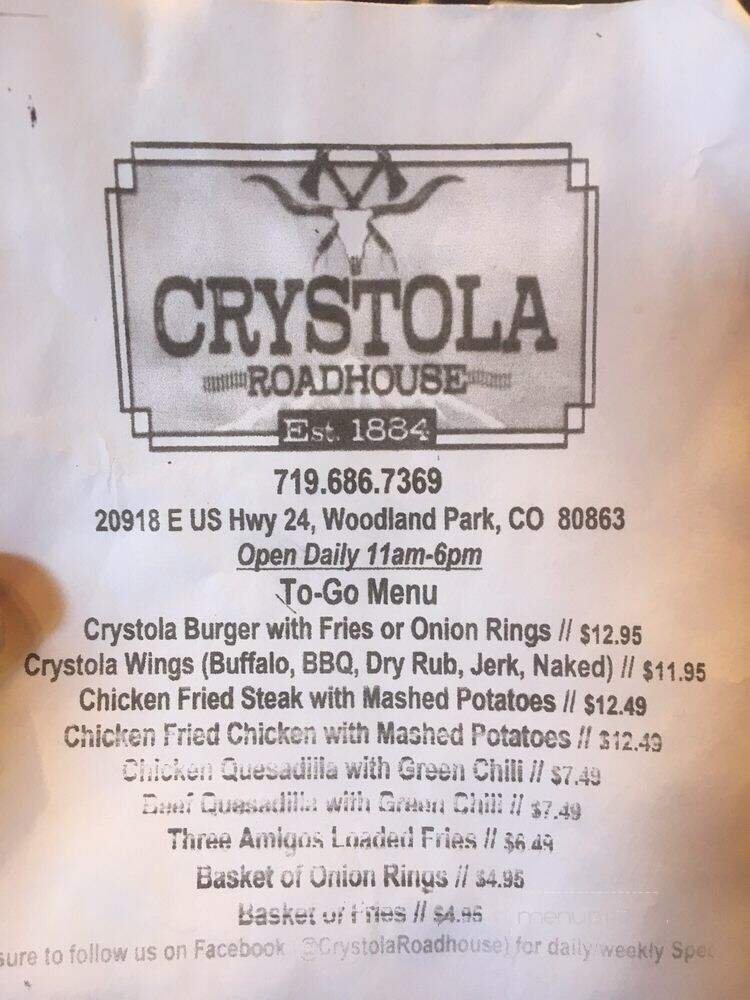 CRYSTOLA
ROADHOUSE
Est. 1884
719.686.7369
20918 E US Hwy 24, Woodland Park, CO 80863
Open Daily 11am-6pm
To-Go Menu
Crystola Burger with Fries or Onion Rings // $12.95
Crystola Wings (Buffalo, BBQ, Dry Rub, Jerk, Naked) // $11.95
Chicken Fried Steak with Mashed Potatoes // $12.49
Chicken Fried Chicken with Mashed Potatoes // $12.49
Chicken Quesadilla with Green Chili // $7.49
Beef Quesadilla with Green Chili // $7.49
Three Amigos Loaded Fries // $6.49
Basket of Onion Rings // $4.95
Basket of Fries // $4.95
sure to follow us on Facebook @CrystolaRoadhouse) for daily/weekly Spec